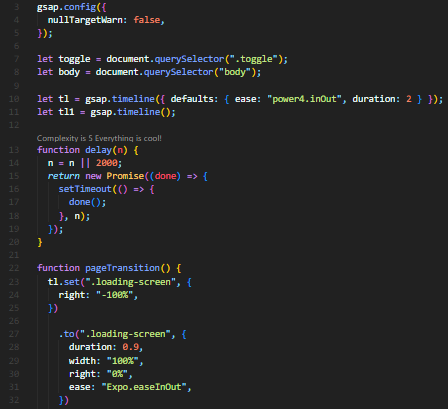 3 gsap.config({
4 nullTargetWarn: false,
5 });
6
7 let toggle = document.querySelector(".toggle");
8 let body = document.querySelector("body");
9
10 let tl = gsap.timeline({ defaults: { ease: "power4.inOut", duration: 2 } });
11 let tl1 = gsap.timeline();
12
Complexity is 5 Everything is cool!
13 function delay(n) {
14 n = n || 2000;
15 return new Promise((done) => {
16 setTimeout(() => {
17 done();
18 }, n);
19 });
20 }
21
22 function pageTransition() {
23 tl.set(".loading-screen", {
24 right: "-100%",
25 })
26
27 .to(".loading-screen", {
28 duration: 0.9,
29 width: "100%",
30 right: "0%",
31 ease: "Expo.easeInOut",
32 })